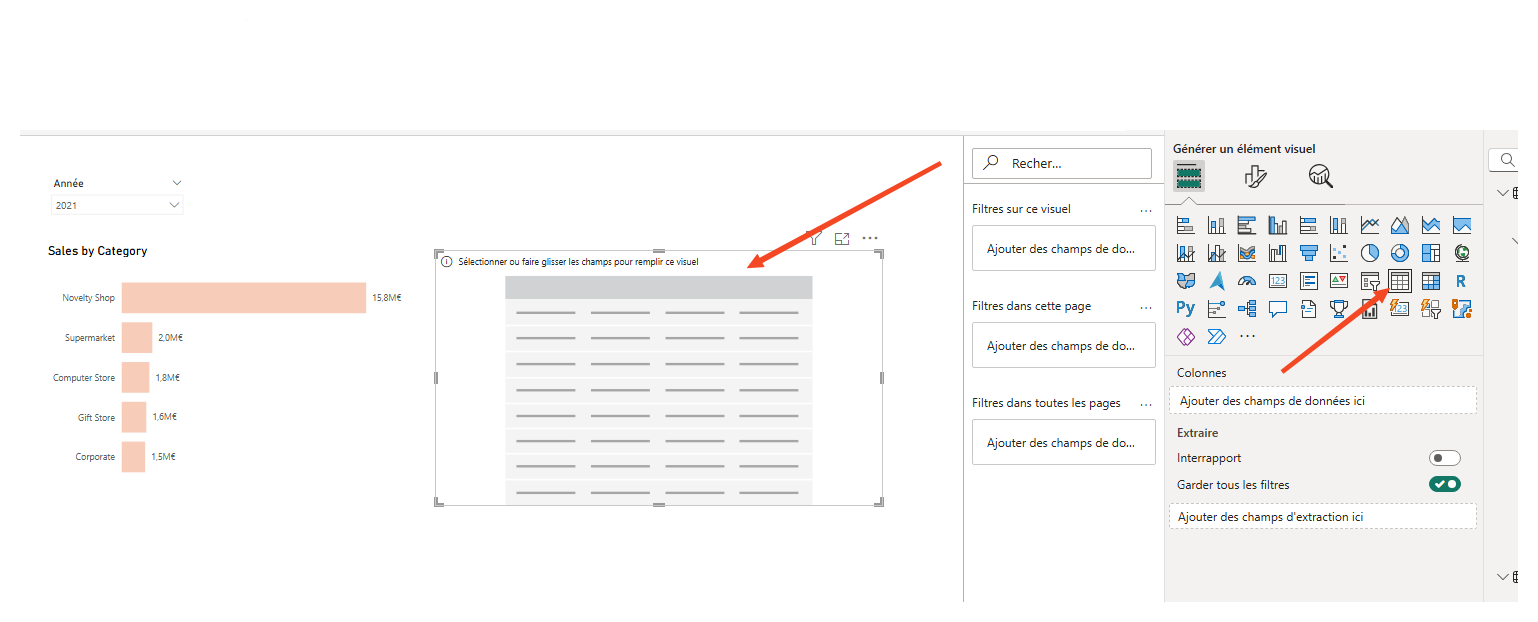 Année
2021
Sales by Category
Novelty Shop
15,8M€
Supermarket
2,0M€
Computer Store
1,8M€
Gift Store
1,6M€
Corporate
1,5M€
Sélectionner ou faire glisser les champs pour remplir ce visuel
Recher...
Filtres sur ce visuel
Ajouter des champs de do...
Filtres dans cette page
Ajouter des champs de do...
Filtres dans toutes les pages
Ajouter des champs de do...
Générer un élément visuel
123
R
Py
123
Colonnes
Ajouter des champs de données ici
Extraire
Interrapport
Garder tous les filtres
Ajouter des champs d'extraction ici